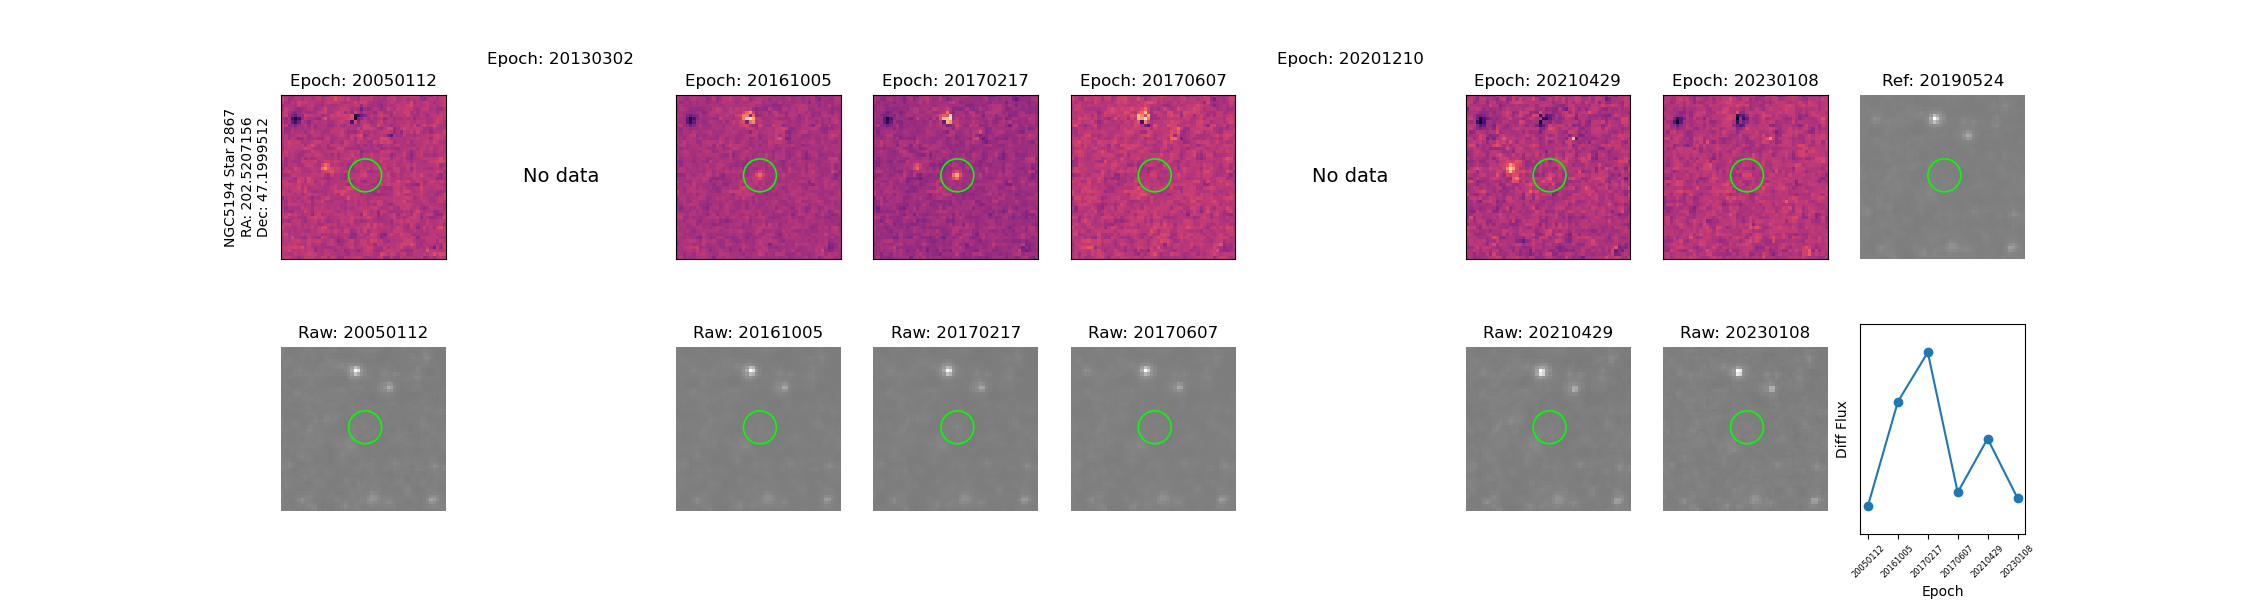 Epoch: 20130302
Epoch: 20201210
Epoch: 20050112
Epoch: 20161005
Epoch: 20170217
Epoch: 20170607
Epoch: 20210429
Epoch: 20230108
Ref: 20190524
NGC5194 Star 2867
RA: 202.5207156
Dec: 47.1999512
No data
No data
Raw: 20050112
Raw: 20161005
Raw: 20170217
Raw: 20170607
Raw: 20210429
Raw: 20230108
Diff Flux
20050112
20161005
20170217
20170607
20210429
20230108
Epoch